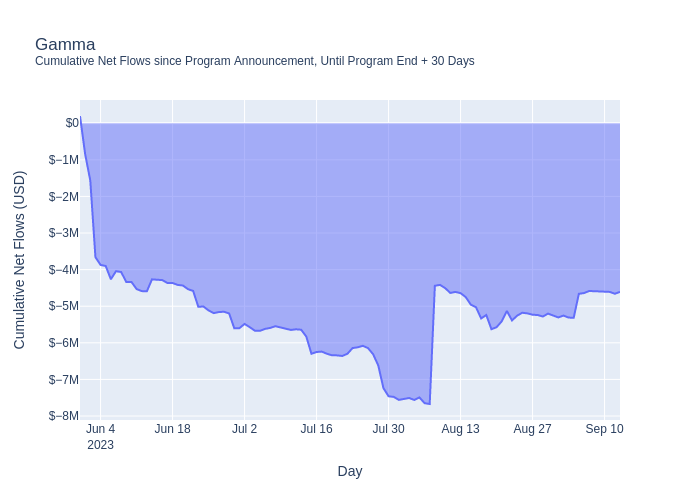 Gamma
Cumulative Net Flows since Program Announcement, Until Program End + 30 Days
Cumulative Net Flows (USD)
$0
$−1M
$−2M
$−3M
$−4M
$−5M
$−6M
$−7M
$−8M
Jun 4
2023
Jun 18
Jul 2
Jul 16
Jul 30
Aug 13
Aug 27
Sep 10
Day